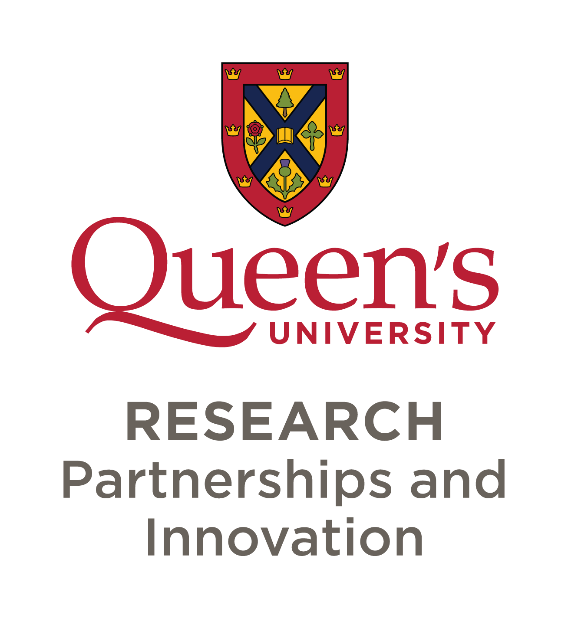 Queen's
UNIVERSITY
RESEARCH
Partnerships and
Innovation